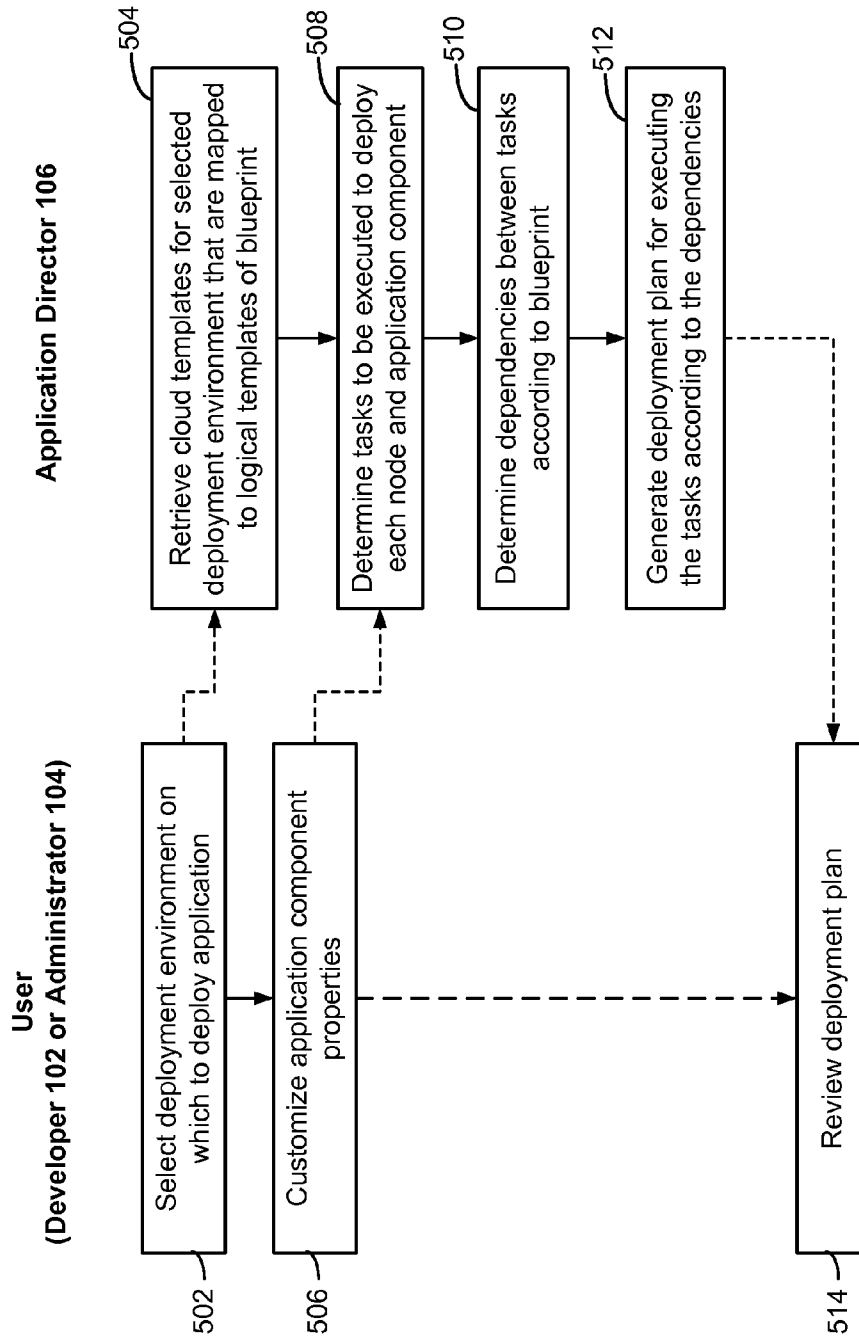 User
(Developer 102 or Administrator 104)
Application Director 106
Select deployment environment on
which to deploy application
502
Retrieve cloud templates for selected
deployment environment that are mapped
to logical templates of blueprint
504
Customize application component
properties
506
Determine tasks to be executed to deploy
each node and application component
508
Determine dependencies between tasks
according to blueprint
510
Generate deployment plan for executing
the tasks according to the dependencies
512
Review deployment plan
514